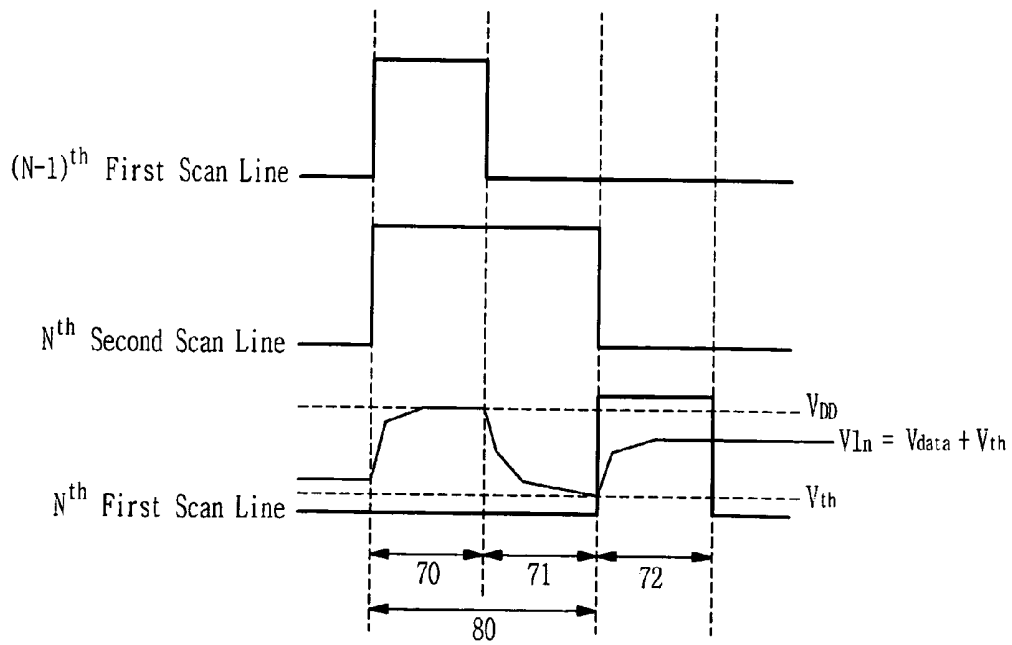 (N-1)th First Scan Line
Nth Second Scan Line
VDD
V1n = Vdata + Vth
Vth
Nth First Scan Line
70
71
72
80